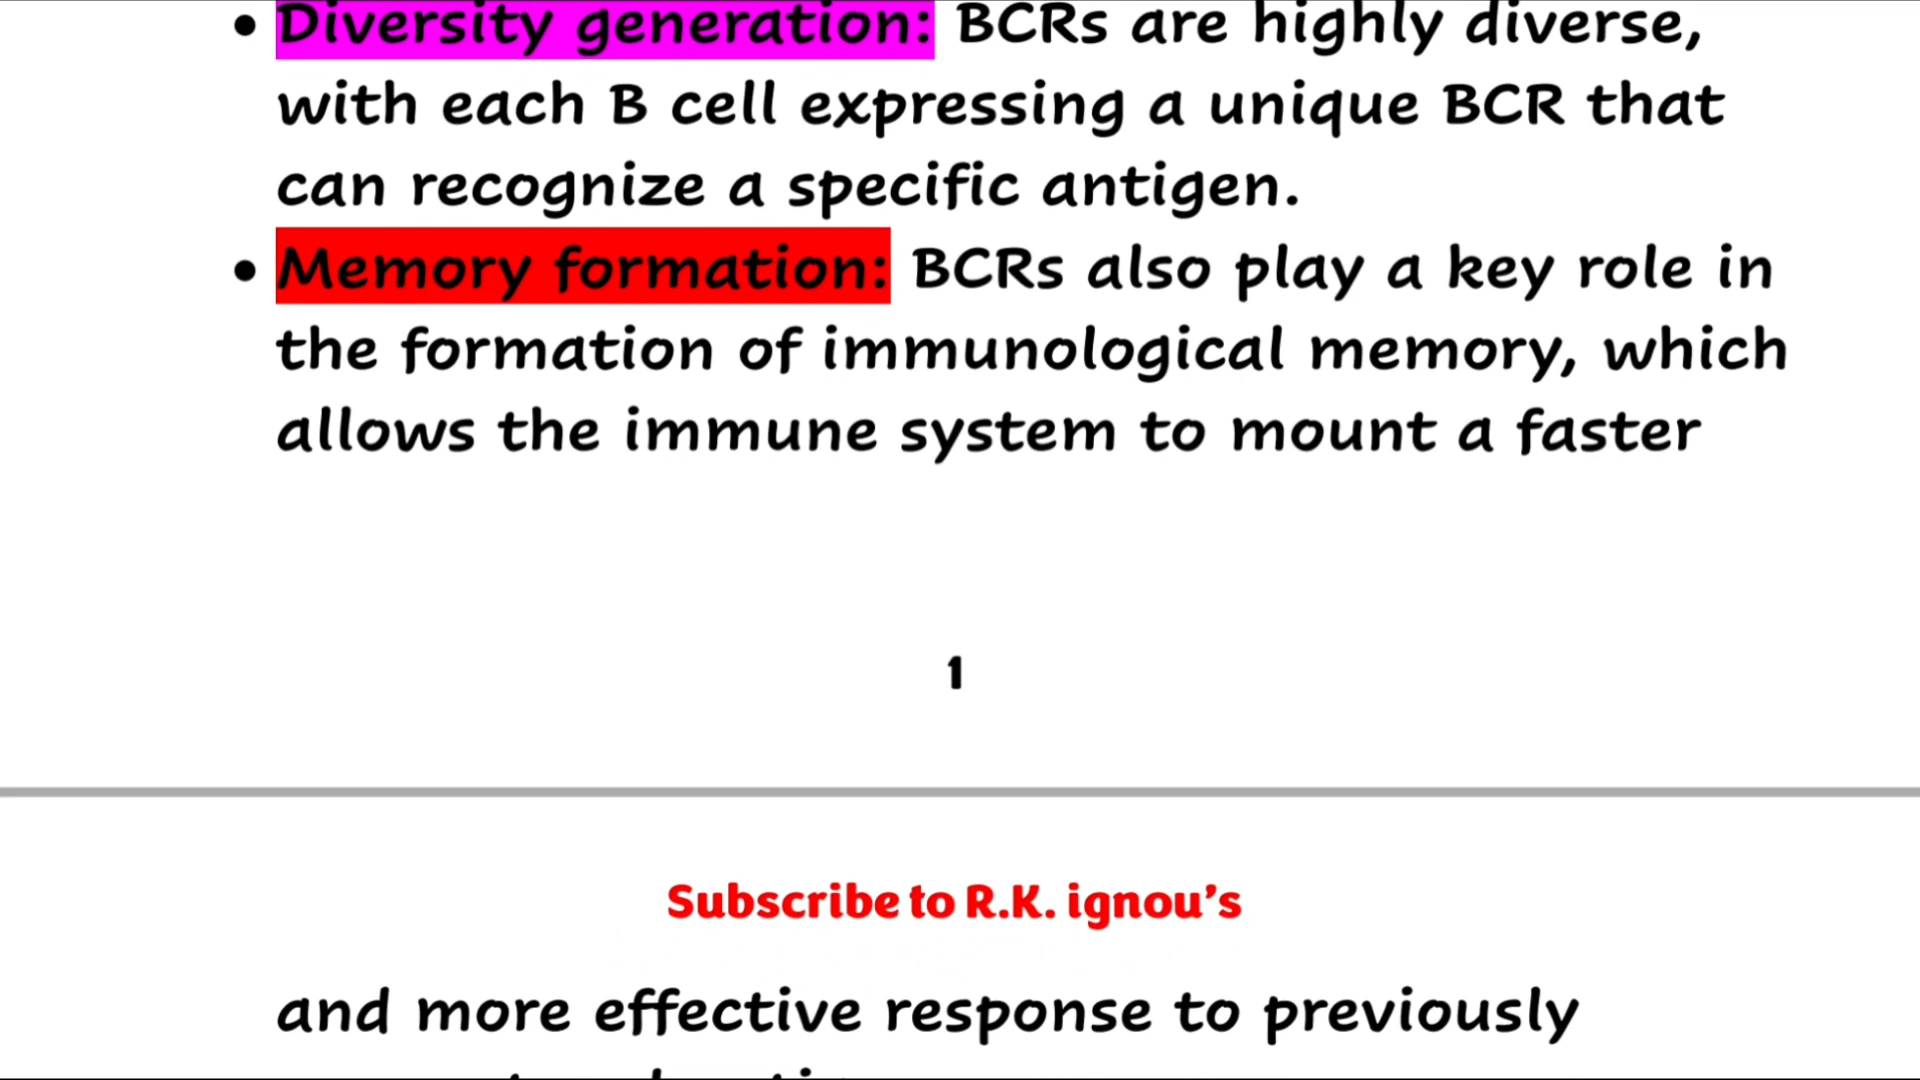 • Diversity generation: BCRs are highly diverse,
with each B cell expressing a unique BCR that
can recognize a specific antigen.
• Memory formation: BCRs also play a key role in
the formation of immunological memory, which
allows the immune system to mount a faster
1
Subscribe to R.K. ignou's
and more effective response to previously